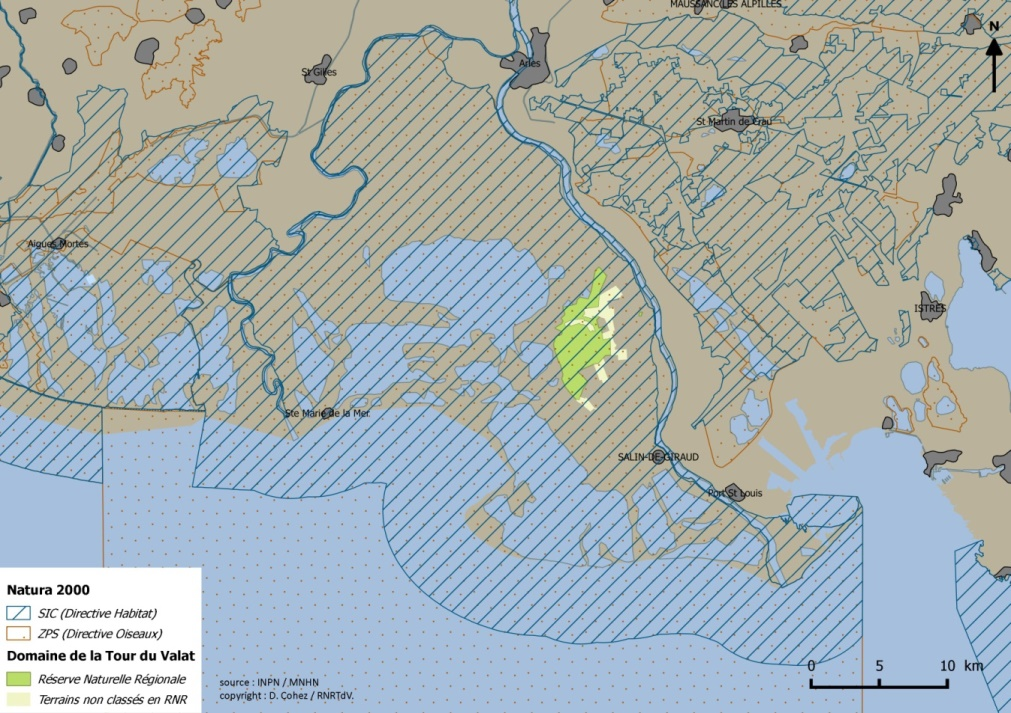 MAUSSANC LES ALPILLES
N
Arles
St Gilles
St Martin de Crau
Aigues Mortes
ISTRES
Ste Marie de la Mer
SALIN-DE-GIRAUD
Port St Louis
Natura 2000
SIC (Directive Habitat)
ZPS (Directive Oiseaux)
Domaine de la Tour du Valat
Réserve Naturelle Régionale
Terrains non classés en RNR
source : INPN / MNHN
copyright : D. Cohez / RNRTdV.
0 5 10 km